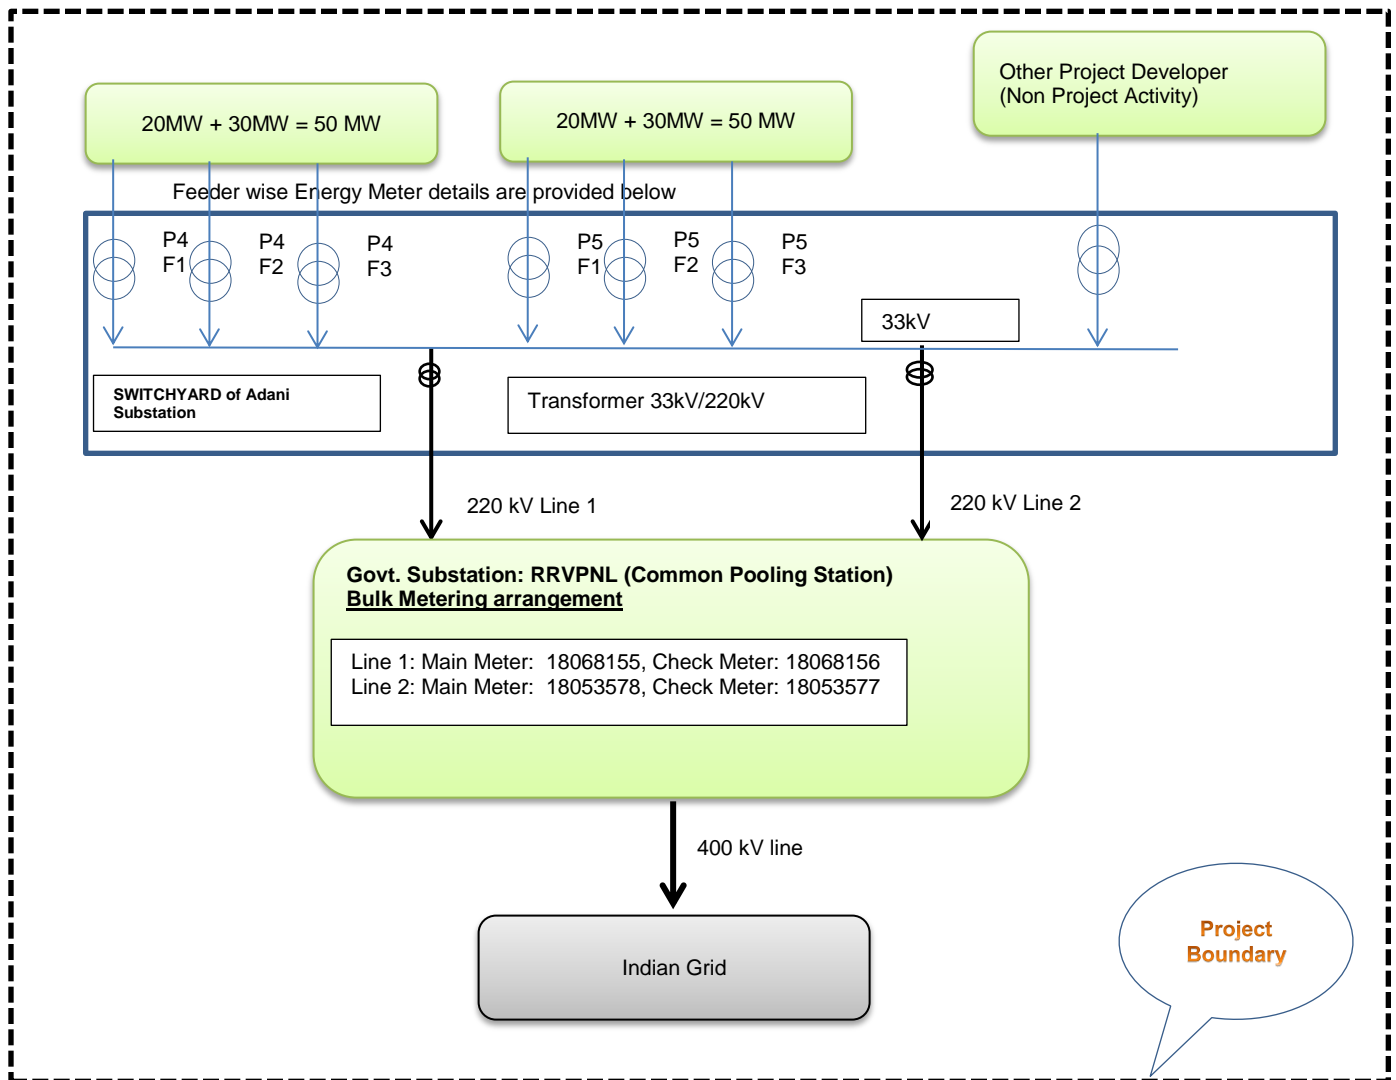 Other Project Developer
(Non Project Activity)
20MW + 30MW = 50 MW
20MW + 30MW = 50 MW
Feeder wise Energy Meter details are provided below
P4
F1
P4
F2
P4
F3
P5
F1
P5
F2
P5
F3
33kV
SWITCHYARD of Adani
Substation
Transformer 33kV/220kV
220 kV Line 1
220 kV Line 2
Govt. Substation: RRVPNL (Common Pooling Station)
Bulk Metering arrangement
Line 1: Main Meter:  18068155, Check Meter: 18068156
Line 2: Main Meter:  18053578, Check Meter: 18053577
400 kV line
Project
Boundary
Indian Grid